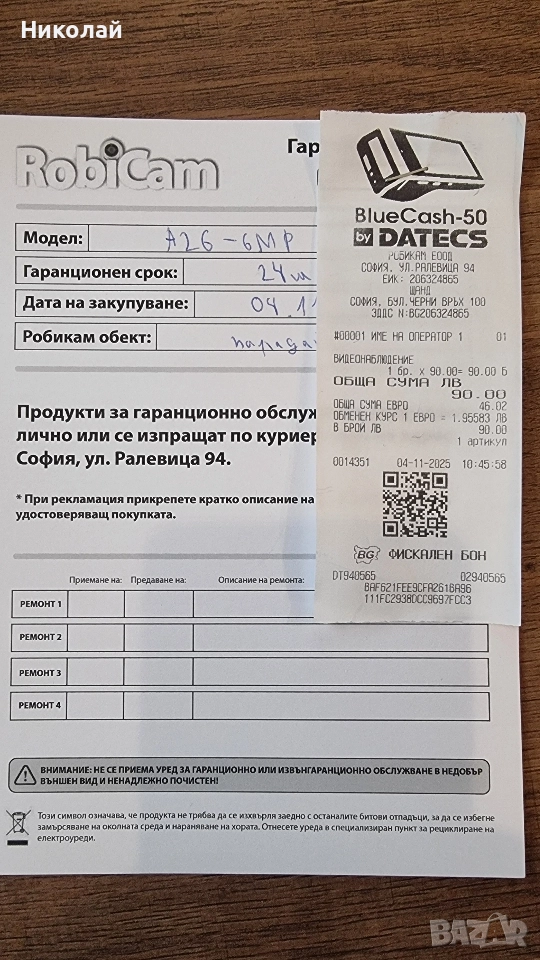 Николай
RobiCam
Гар
Модел: A26-6MP
Гаранционен срок: 24м
Дата на закупуване: 04.11
Робикам обект:
Продукти за гаранционно обслуж
лично или се изпращат по куриер
София, ул. Ралевица 94.
* При рекламация прикрепете кратко описание на
удостоверяващ покупката.
Приемане на: Предаване на: Описание на ремонта:
РЕМОНТ 1
РЕМОНТ 2
РЕМОНТ 3
РЕМОНТ 4
ВНИМАНИЕ: НЕ СЕ ПРИЕМА УРЕД ЗА ГАРАНЦИОННО ИЛИ ИЗВЪНГАРАНЦИОННО ОБСЛУЖВАНЕ В НЕДОБЪР
ВЪНШЕН ВИД И НЕНАДЛЕЖНО ПОЧИСТЕН!
Този символ означава, че продукта не трябва да се изхвърля заедно с останалите битови отпадъци, за да се избегне
замърсяване на околната среда и нараняване на хората. Отнесете уреда в специализиран пункт за рециклиране на
електроуреди.
BlueCash-50
by DATECS
РОБИКАМ ЕООД
СОФИЯ, УЛ.РАЛЕВИЦА 94
ЕИК: 206324865
ЩАНД
СОФИЯ, БУЛ.ЧЕРНИ ВРЪХ 100
ЗДДС N:BG206324865
#00001 ИМЕ НА ОПЕРАТОР 1 01
ВИДЕОНАБЛЮДЕНИЕ
1 бр. x 90.00= 90.00 Б
ОБЩА СУМА ЛВ
90.00
ОБЩА СУМА ЕВРО 46.02
ОБМЕНЕН КУРС 1 ЕВРО = 1.95583 ЛВ
В БРОЙ ЛВ 90.00
1 артикул
0014351 04-11-2025 10:45:58
BG ФИСКАЛЕН БОН
DT940565 02940565
BAF621FEE9CFA261BA96
111FC2938DCC9697FCC3
BAZAR